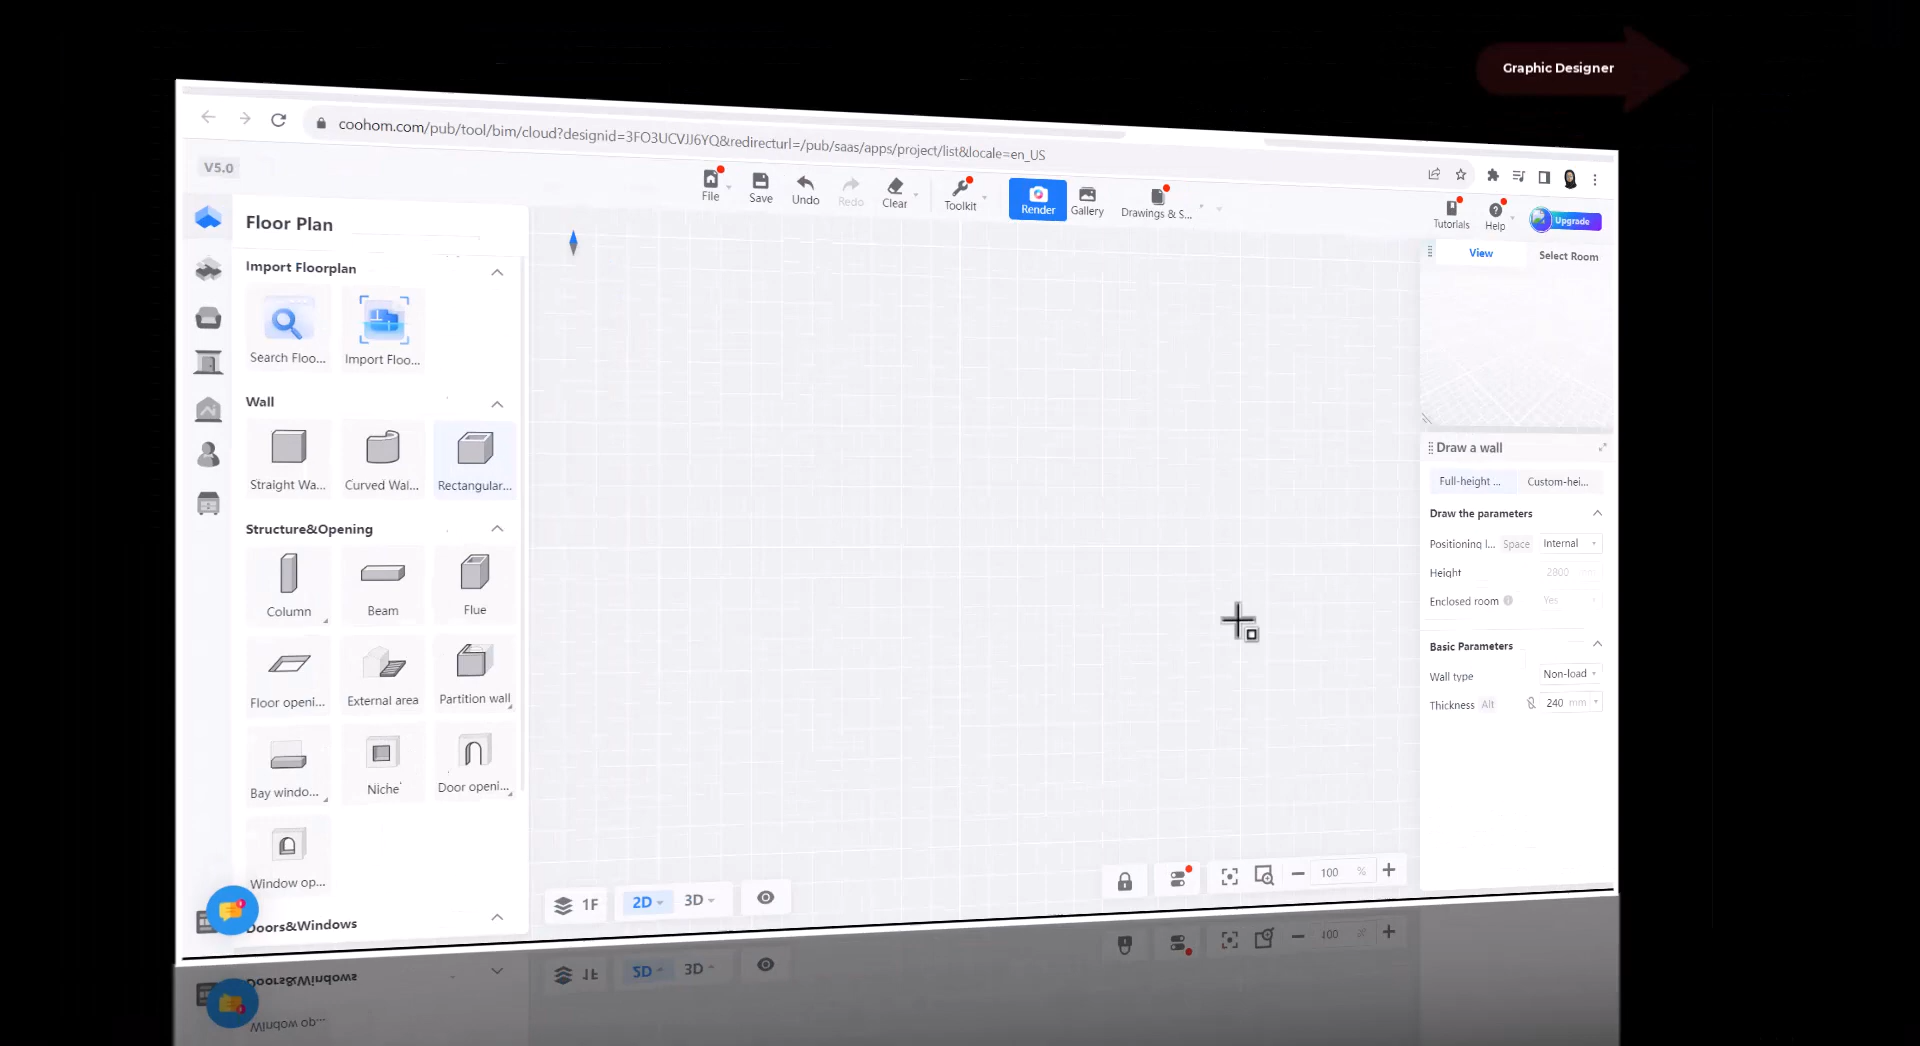 Graphic Designer
coohom.com/pub/tool/bim/cloud?designid=3FO3UCVJJ6YQ&redirecturl=/pub/saas/apps/project/list&locale=en_US
V5.0
File
Save
Undo
Redo
Clear
Toolkit
Render
Gallery
Drawings & S...
Tutorials
Help
Upgrade
Floor Plan
Import Floorplan
Search Floo...
Import Floo...
Wall
Straight Wa...
Curved Wal...
Rectangular...
Structure&Opening
Column
Beam
Flue
Floor openi...
External area
Partition wall
Bay windo...
Niche
Door openi...
Window op...
Doors&Windows
1F
2D
3D
100 %
View
Select Room
Draw a wall
Full-height ...
Custom-hei...
Draw the parameters
Positioning l... Space Internal
Height 2800 mm
Enclosed room Yes
Basic Parameters
Wall type Non-load
Thickness Alt 240 mm